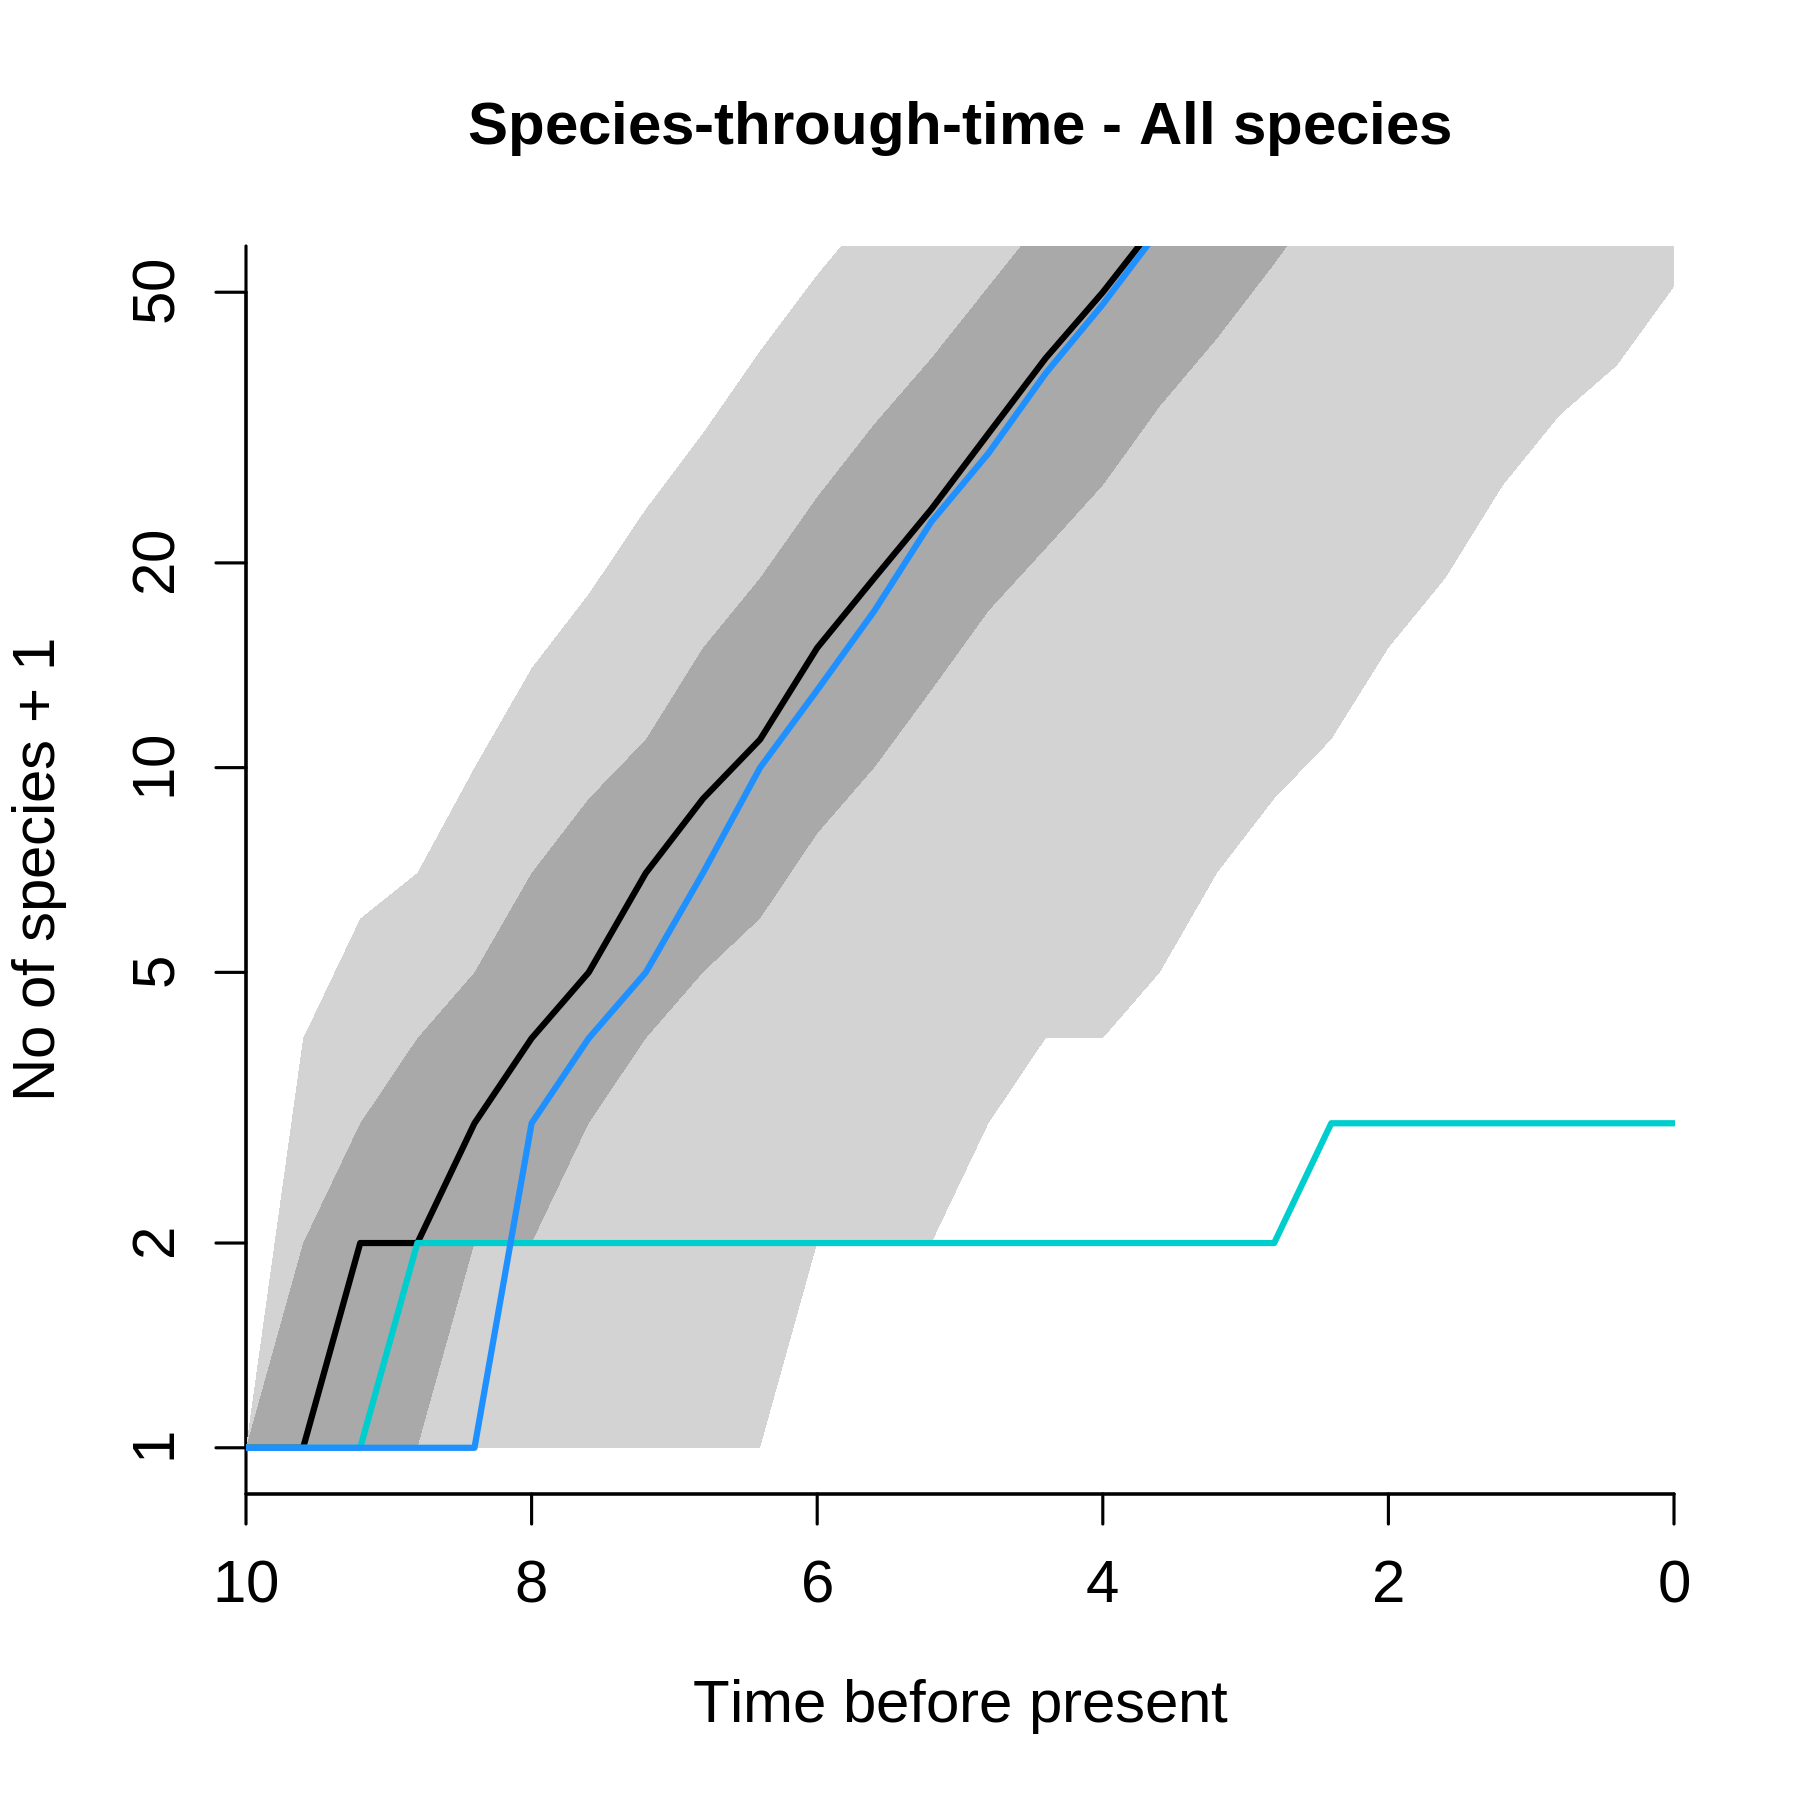 Species-through-time - All species
No of species + 1
50
20
10
5
2
1
10 8 6 4 2 0
Time before present